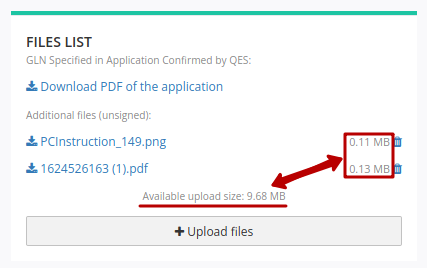 FILES LIST
GLN Specified in Application Confirmed by QES:
Download PDF of the application
Additional files (unsigned):
PCInstruction_149.png 0.11 MB
1624526163 (1).pdf 0.13 MB
Available upload size: 9.68 MB
+ Upload files